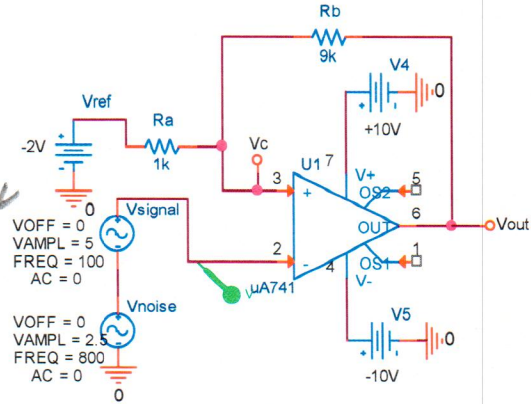 Rb
9k
V4
0
+10V
Vref
Ra
-2V
1k
Vc
U1
7
3
+
V+
5
OS2
6
OUT
Vout
2
-
4
OS1
1
V-
uA741
0
Vsignal
VOFF = 0
VAMPL = 5
FREQ = 100
AC = 0
V
V5
0
-10V
Vnoise
VOFF = 0
VAMPL = 2.5
FREQ = 800
AC = 0
0